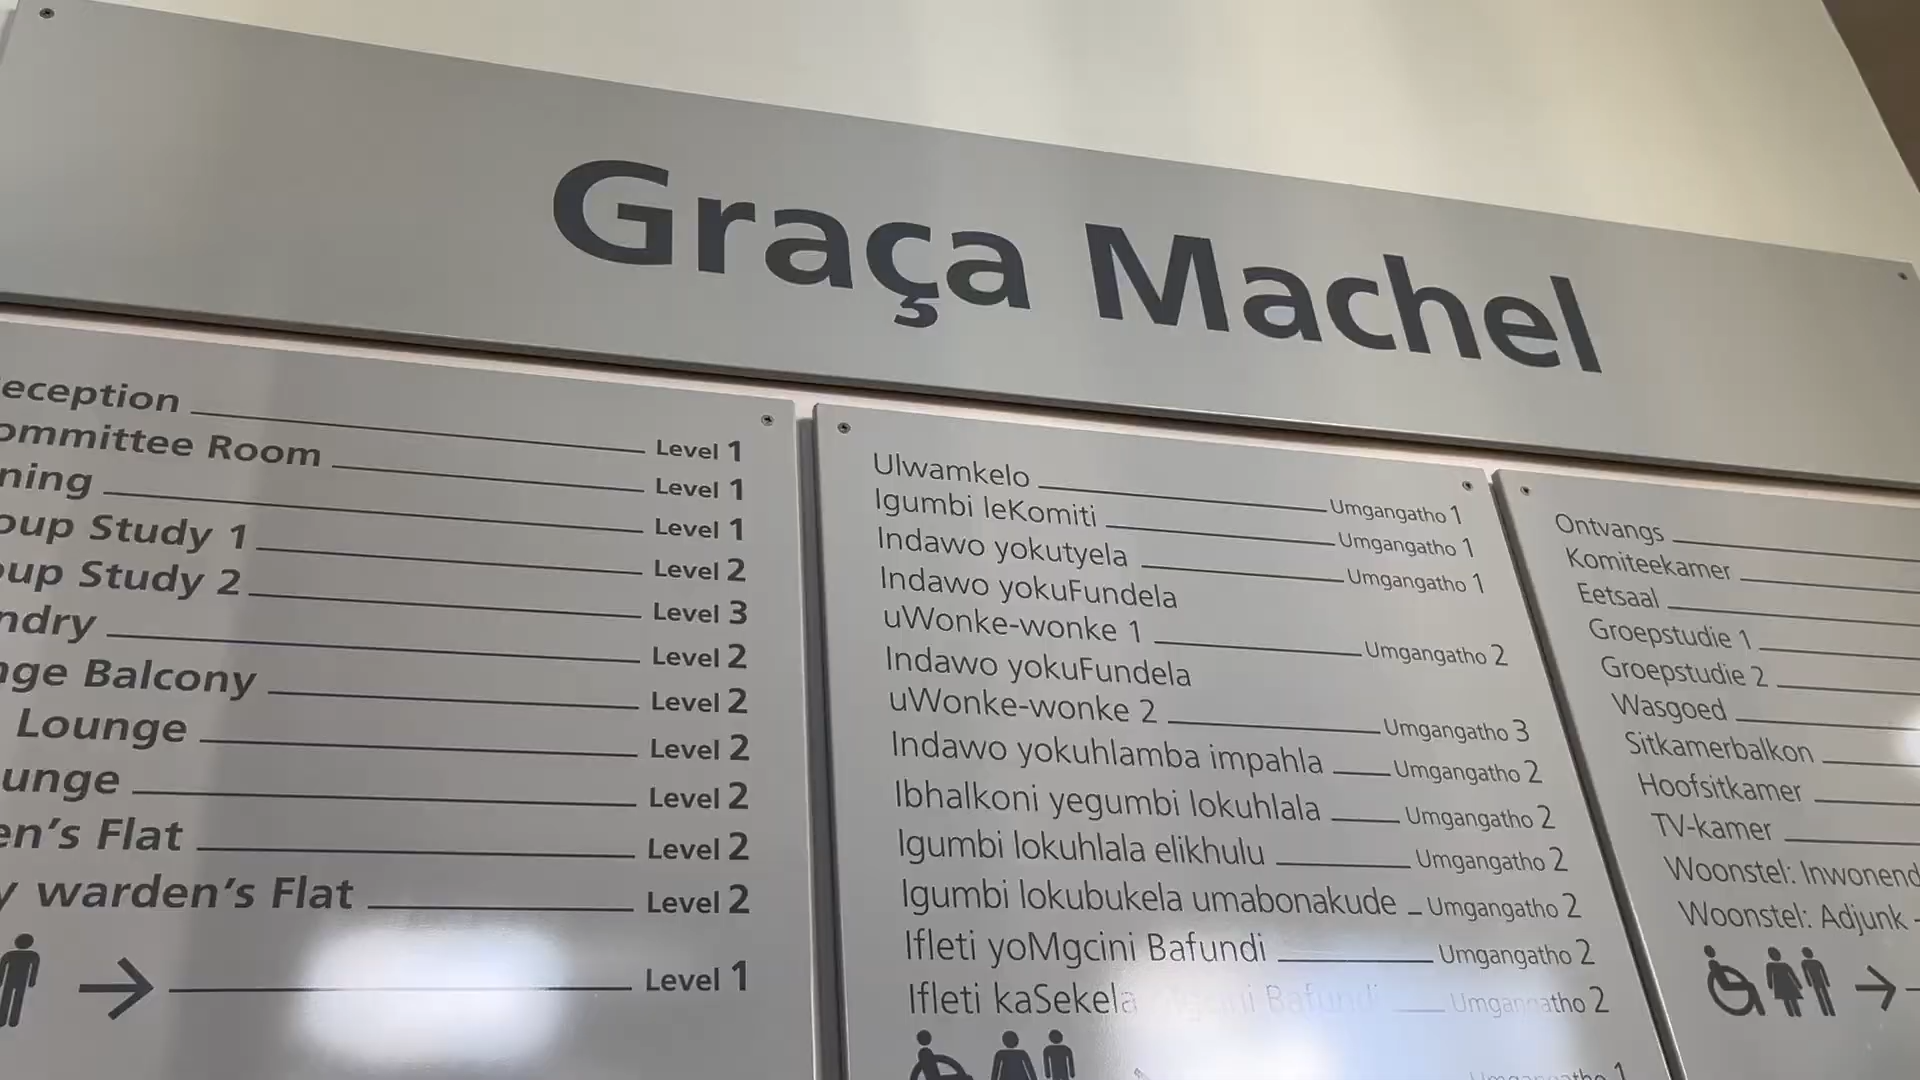 Graça Machel
eception Level 1
ommittee Room Level 1
ning Level 1
oup Study 1 Level 2
oup Study 2 Level 3
ndry Level 2
nge Balcony Level 2
Lounge Level 2
unge Level 2
en's Flat Level 2
y warden's Flat Level 2
Level 1
Ulwamkelo Umgangatho 1
Igumbi leKomiti Umgangatho 1
Indawo yokutyela Umgangatho 1
Indawo yokuFundela
uWonke-wonke 1 Umgangatho 2
Indawo yokuFundela
uWonke-wonke 2 Umgangatho 3
Indawo yokuhlamba impahla Umgangatho 2
Ibhalkoni yegumbi lokuhlala Umgangatho 2
Igumbi lokuhlala elikhulu Umgangatho 2
Igumbi lokubukela umabonakude Umgangatho 2
Ifleti yoMgcini Bafundi Umgangatho 2
Ifleti kaSekela Mgcini Bafundi Umgangatho 2
Umgangatho 1
Ontvangs
Komiteekamer
Eetsaal
Groepstudie 1
Groepstudie 2
Wasgoed
Sitkamerbalkon
Hoofsitkamer
TV-kamer
Woonstel: Inwonend
Woonstel: Adjunk -